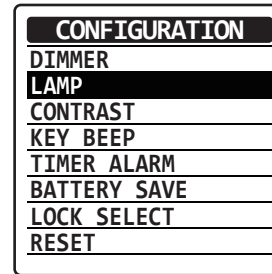 CONFIGURATION
DIMMER
LAMP
CONTRAST
KEY BEEP
TIMER ALARM
BATTERY SAVE
LOCK SELECT
RESET